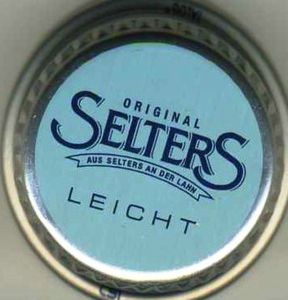 ORIGINAL
SELTERS
AUS SELTERS AN DER LAHN
LEICHT